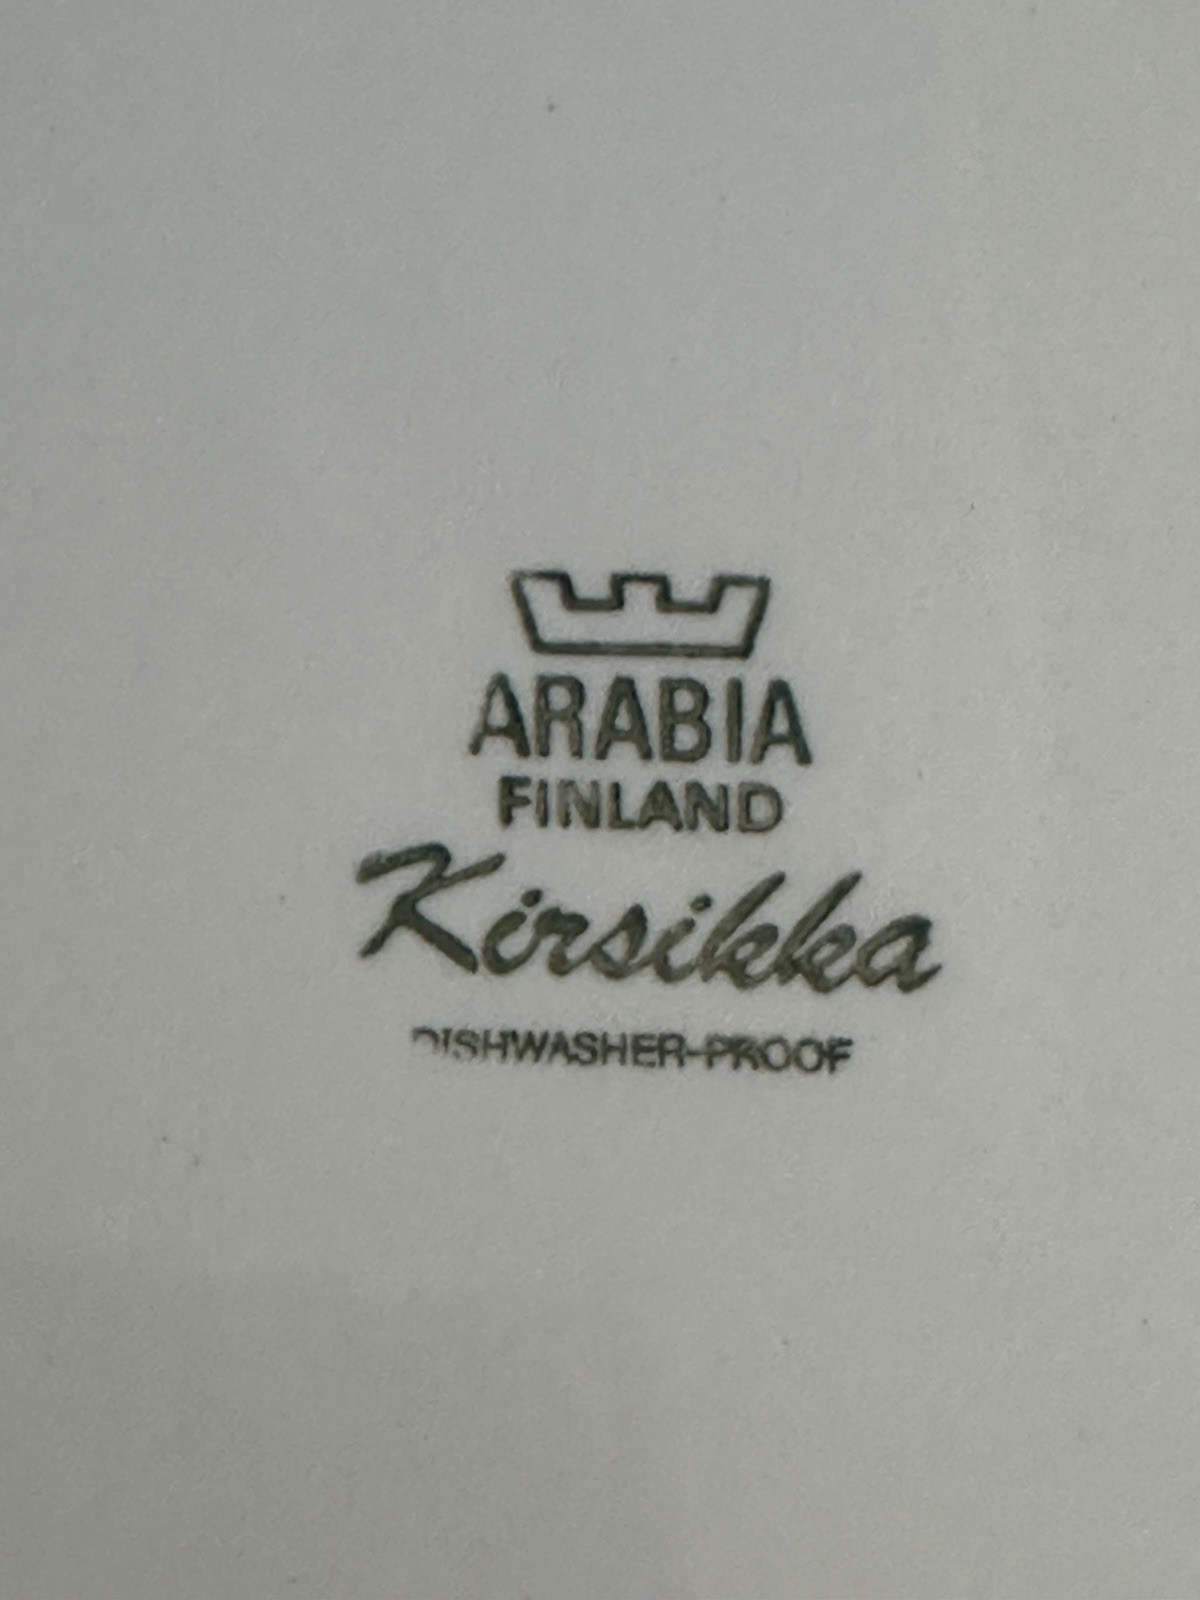 ARABIA
FINLAND
Kirsikka
DISHWASHER-PROOF